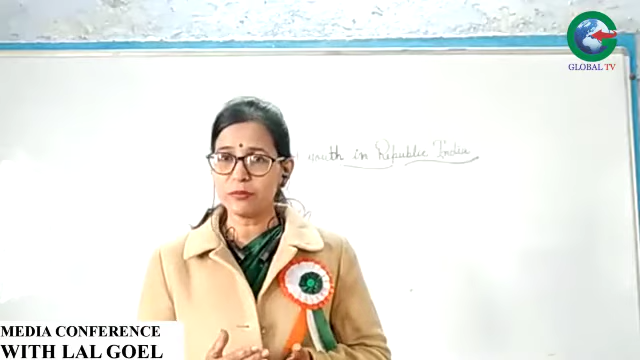 GLOBAL TV
youth in Republic India
MEDIA CONFERENCE
WITH LAL GOEL